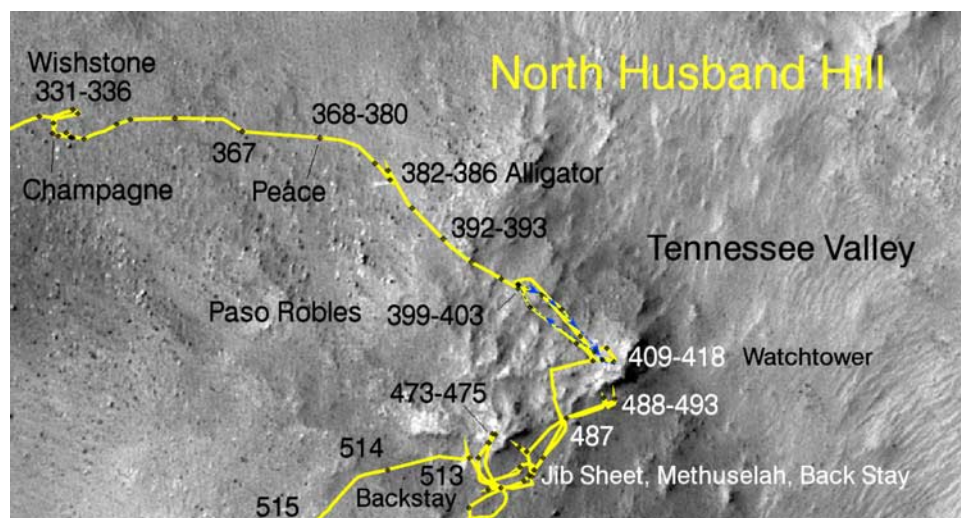 North Husband Hill
Wishstone
331-336
368-380
367
Champagne
Peace
382-386 Alligator
392-393
Tennessee Valley
Paso Robles
399-403
409-418
Watchtower
473-475
488-493
487
514
513
Jib Sheet, Methuselah, Back Stay
Backstay
515